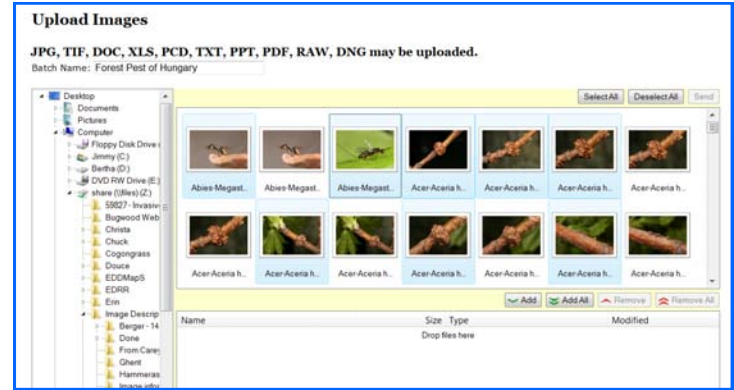 Upload Images
JPG, TIF, DOC, XLS, PCD, TXT, PPT, PDF, RAW, DNG may be uploaded.
Batch Name: Forest Pest of Hungary
Select All Deselect All Send
Desktop
Documents
Pictures
Computer
Floppy Disk Drive
Jimmy (C:)
Bertha (D:)
DVD RW Drive (E:)
share (\\files) (Z:)
59827 - Invasiv
Bugwood Web
Christa
Chuck
Cogongrass
Douce
EDDMapS
EDRR
Erin
Image Descrip
Berger - 14
Done
From Carey
Ghent
Hammeras
Image infor
Abies-Megast... Abies-Megast... Abies-Megast... Acer-Aceria h... Acer-Aceria h... Acer-Aceria h... Acer-Aceria h...
Acer-Aceria h... Acer-Aceria h... Acer-Aceria h... Acer-Aceria h... Acer-Aceria h... Acer-Aceria h... Acer-Aceria h...
Add Add All Remove Remove All
Name Size Type Modified
Drop files here